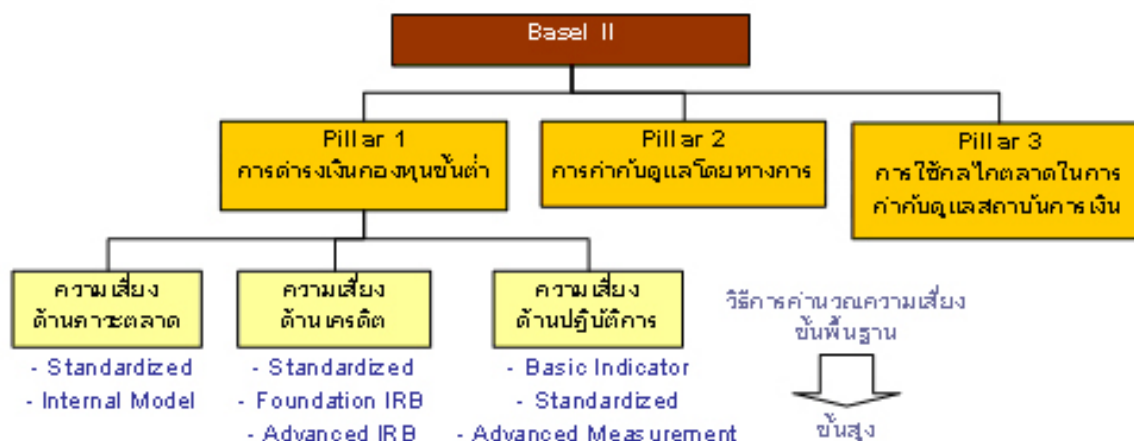 Basel II
Pillar 1
การดำรงเงินกองทุนขั้นต่ำ
Pillar 2
การกำกับดูแลโดยทางการ
Pillar 3
การใช้กลไกตลาดในการ
กำกับดูแลสถาบันการเงิน
ความเสี่ยง
ด้านภาวะตลาด
- Standardized
- Internal Model
ความเสี่ยง
ด้านเครดิต
- Standardized
- Foundation IRB
- Advanced IRB
ความเสี่ยง
ด้านปฏิบัติการ
- Basic Indicator
- Standardized
- Advanced Measurement
วิธีการคำนวณความเสี่ยง
ขั้นพื้นฐาน
ขั้นสูง